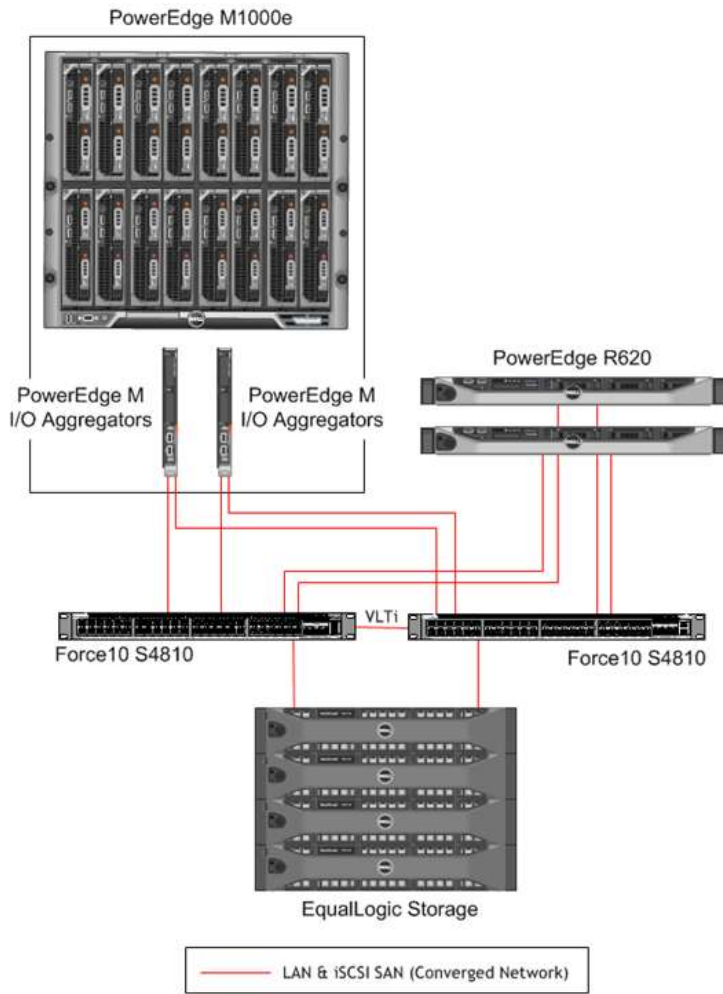 PowerEdge M1000e
PowerEdge M
I/O Aggregators
PowerEdge M
I/O Aggregators
PowerEdge R620
VLTi
Force10 S4810
Force10 S4810
EqualLogic Storage
LAN & iSCSI SAN (Converged Network)